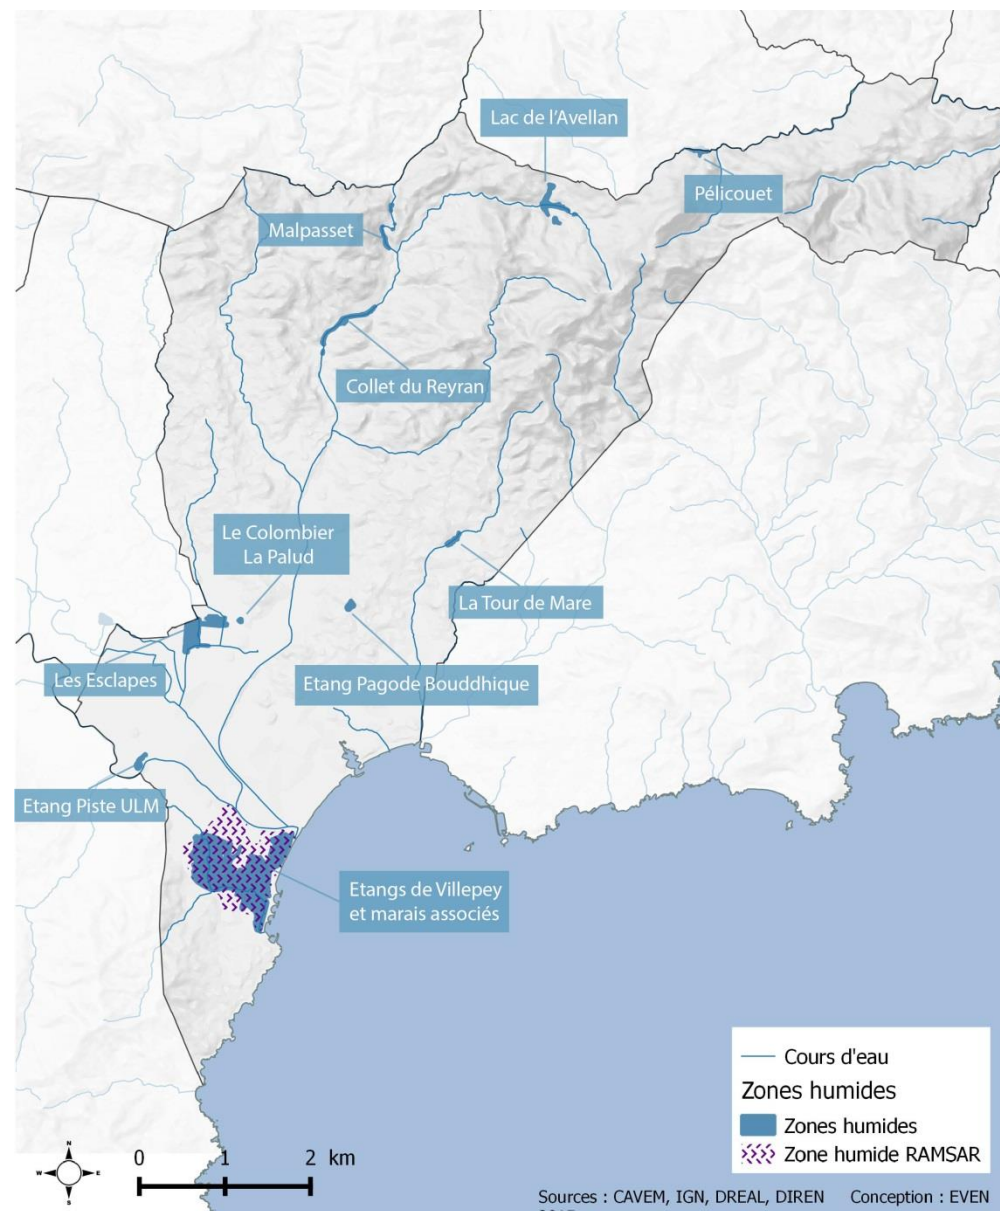 Lac de l'Avellan
Pélicouet
Malpasset
Collet du Reyran
Le Colombier
La Palud
La Tour de Mare
Les Esclapes
Etang Pagode Bouddhique
Etang Piste ULM
Etangs de Villepey
et marais associés
Cours d'eau
Zones humides
Zones humides
Zone humide RAMSAR
N
W
E
S
0 1 2 km
Sources : CAVEM, IGN, DREAL, DIREN Conception : EVEN